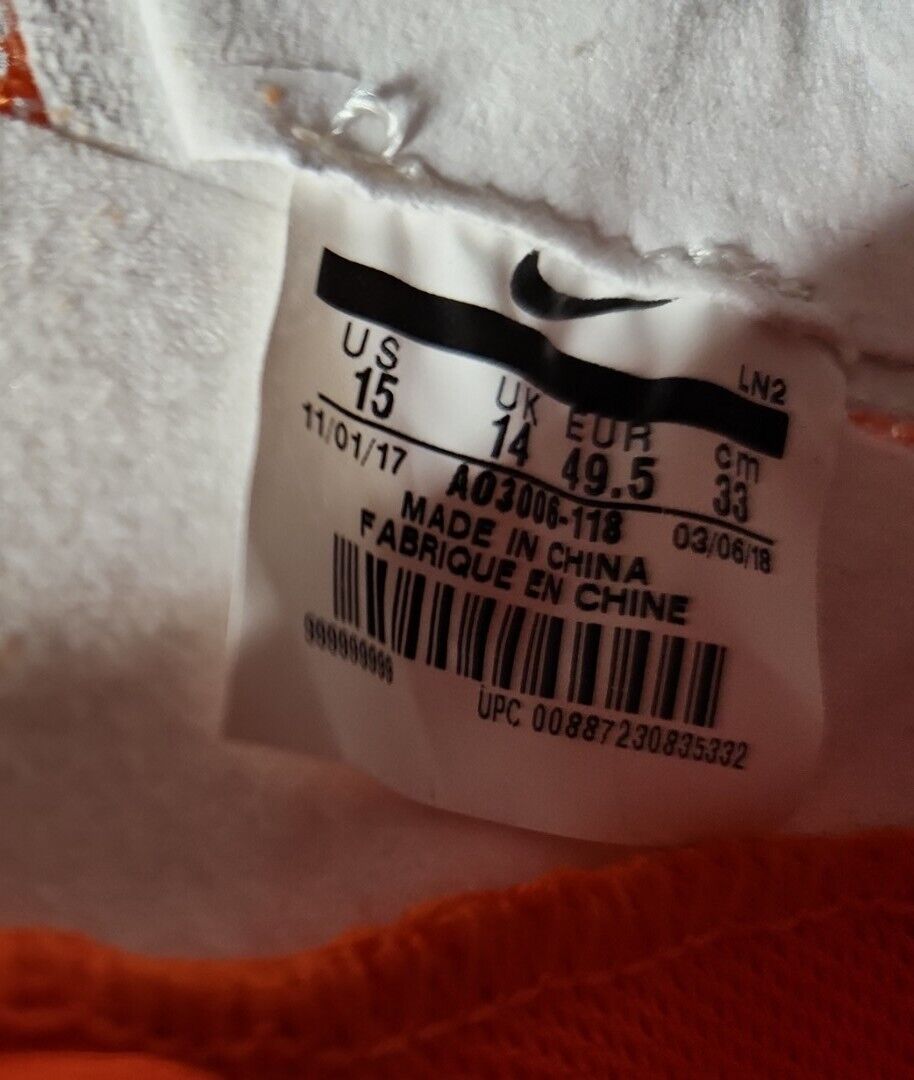 LN2
US UK EUR cm
15 14 49.5 33
11/01/17 AO3006-118 03/06/18
MADE IN CHINA
FABRIQUE EN CHINE
9999999999
UPC 00887230835332